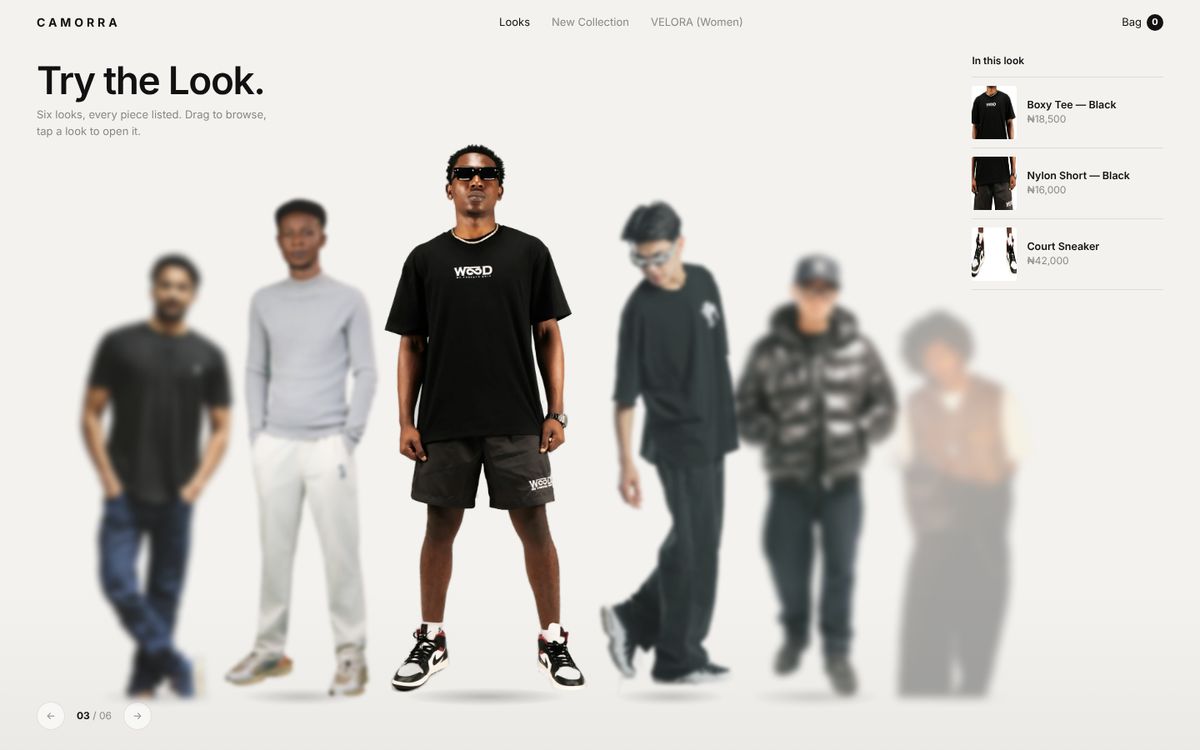 CAMORRA
Looks
New Collection
VELORA (Women)
Bag 0
Try the Look.
Six looks, every piece listed. Drag to browse,
tap a look to open it.
In this look
Boxy Tee — Black
₦18,500
Nylon Short — Black
₦16,000
Court Sneaker
₦42,000
WOOD
WOOD
← 03 / 06 →